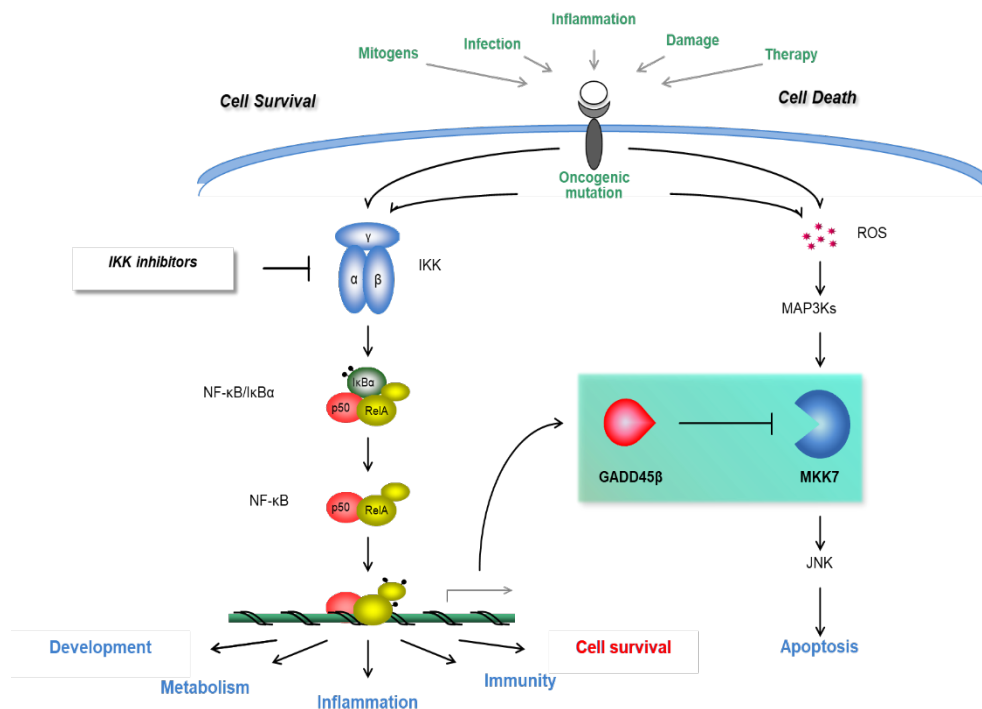 Inflammation
Infection
Damage
Mitogens
Therapy
Cell Survival
Cell Death
Oncogenic
mutation
γ
ROS
IKK inhibitors
IKK
α
β
MAP3Ks
IκBα
NF-κB/IκBα
p50
RelA
GADD45β
MKK7
NF-κB
p50
RelA
JNK
Development
Cell survival
Apoptosis
Metabolism
Immunity
Inflammation